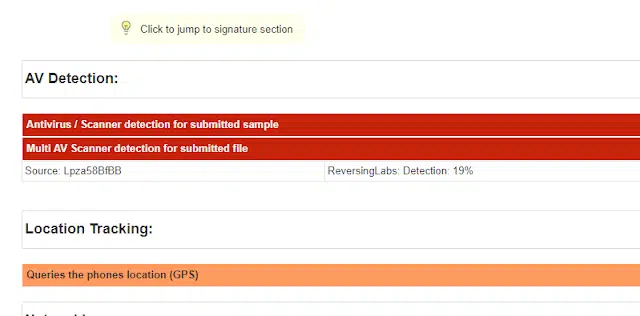 Click to jump to signature section
AV Detection:
Antivirus / Scanner detection for submitted sample
Multi AV Scanner detection for submitted file
Source: Lpza58BfBB
ReversingLabs: Detection: 19%
Location Tracking:
Queries the phones location (GPS)